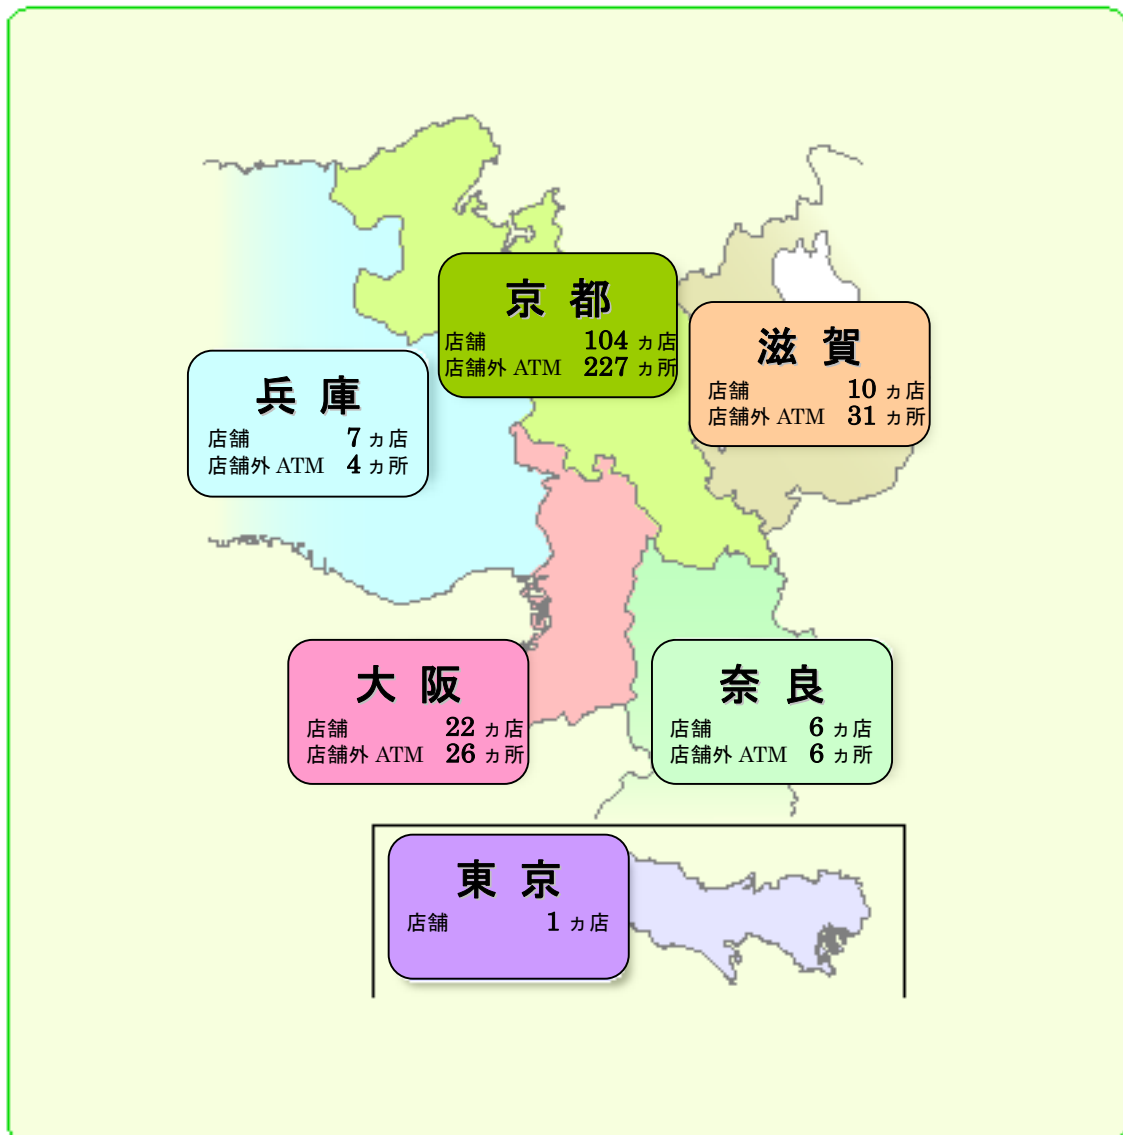 京 都
店舗 104 ヵ店
店舗外 ATM 227 ヵ所
滋 賀
店舗 10 ヵ店
店舗外 ATM 31 ヵ所
兵 庫
店舗 7 ヵ店
店舗外 ATM 4 ヵ所
大 阪
店舗 22 ヵ店
店舗外 ATM 26 ヵ所
奈 良
店舗 6 ヵ店
店舗外 ATM 6 ヵ所
東 京
店舗 1 ヵ店